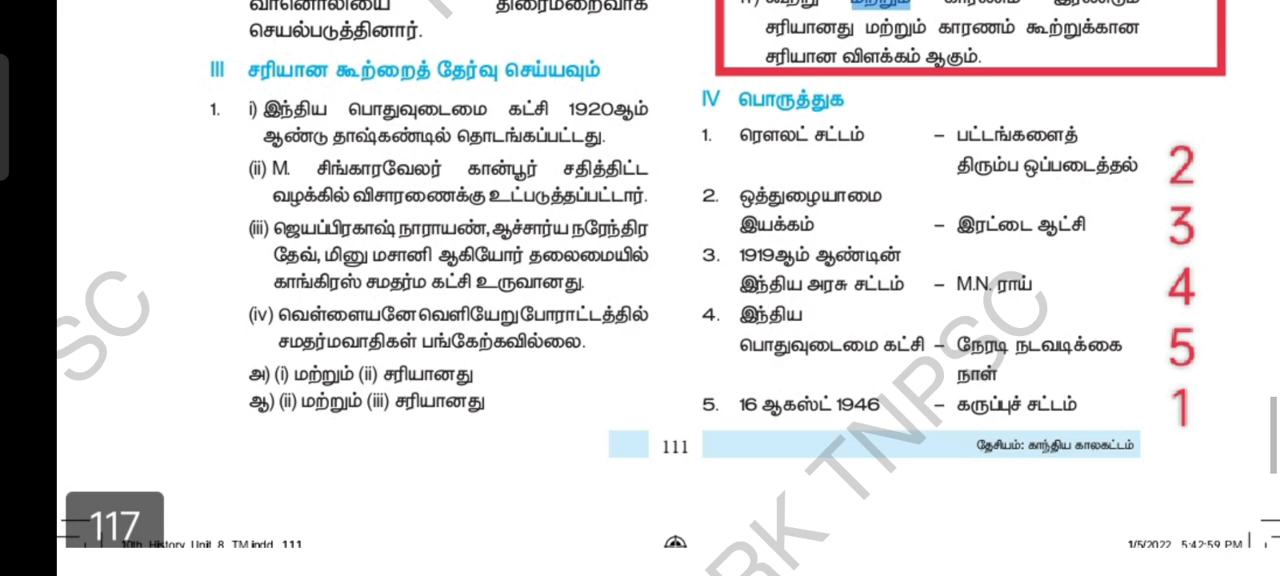 செயல்படுத்தினார்.
III சரியான கூற்றைத் தேர்வு செய்யவும்
1. i) இந்திய பொதுவுடைமை கட்சி 1920ஆம்
ஆண்டு தாஷ்கண்டில் தொடங்கப்பட்டது.
(ii) M. சிங்காரவேலர் கான்பூர் சதித்திட்ட
வழக்கில் விசாரணைக்கு உட்படுத்தப்பட்டார்.
(iii) ஜெயப்பிரகாஷ் நாராயண், ஆச்சார்ய நரேந்திர
தேவ், மினு மசானி ஆகியோர் தலைமையில்
காங்கிரஸ் சமதர்ம கட்சி உருவானது.
(iv) வெள்ளையனே வெளியேறு போராட்டத்தில்
சமதர்மவாதிகள் பங்கேற்கவில்லை.
அ) (i) மற்றும் (ii) சரியானது
ஆ) (ii) மற்றும் (iii) சரியானது
சரியானது மற்றும் காரணம் கூற்றுக்கான
சரியான விளக்கம் ஆகும்.
IV பொருத்துக
1. ரௌலட் சட்டம் – பட்டங்களைத்
திரும்ப ஒப்படைத்தல் 2
2. ஒத்துழையாமை
இயக்கம் – இரட்டை ஆட்சி 3
3. 1919ஆம் ஆண்டின்
இந்திய அரசு சட்டம் – M.N. ராய் 4
4. இந்திய
பொதுவுடைமை கட்சி – நேரடி நடவடிக்கை 5
நாள்
5. 16 ஆகஸ்ட் 1946 – கருப்புச் சட்டம் 1
111 தேசியம்: காந்திய காலகட்டம்
117
10th_History_Unit_8_TM.indd 111 1/5/2022 5:42:59 PM
SC
RK TNPSC